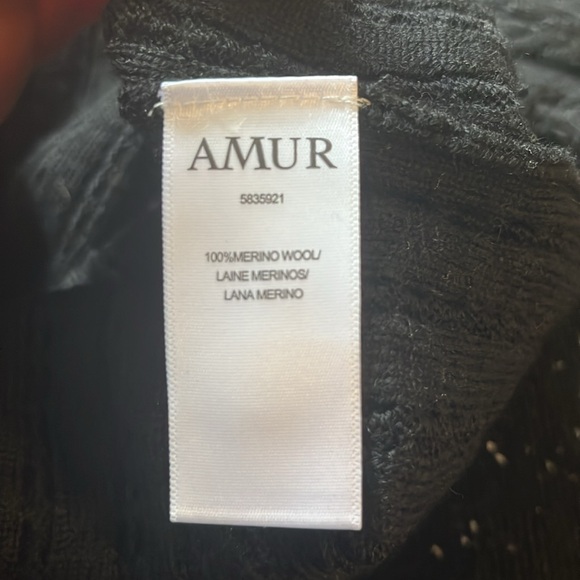 AMUR
5835921
100%MERINO WOOL/
LAINE MERINOS/
LANA MERINO